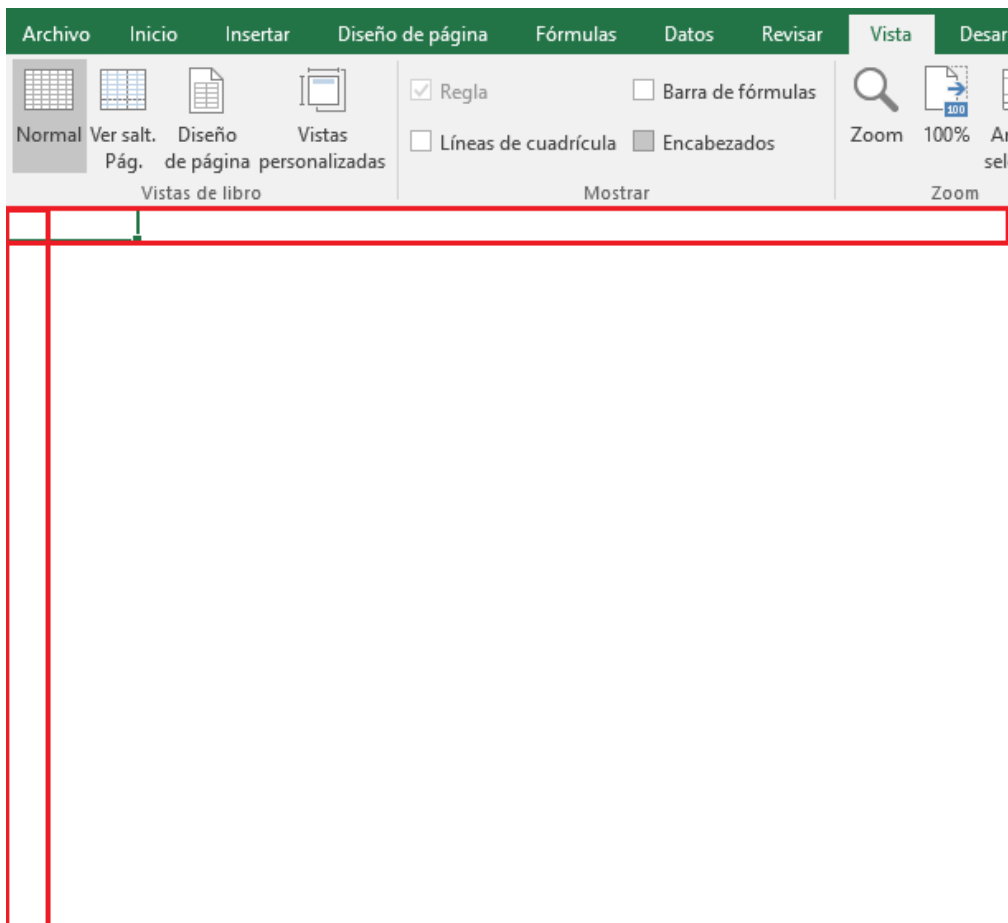 Archivo Inicio Insertar Diseño de página Fórmulas Datos Revisar Vista Desar
Normal Ver salt. Pág. Diseño de página Vistas personalizadas
Regla Barra de fórmulas
Líneas de cuadrícula Encabezados
Zoom 100%
100
Vistas de libro Mostrar Zoom